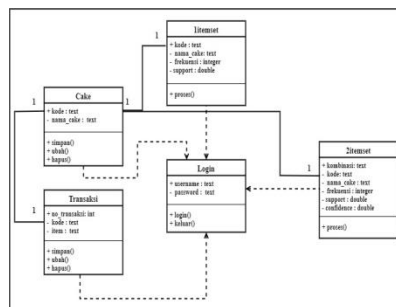 1itemset
+ kode : text
- nama_cake: text
- frekuensi : integer
- support : double
+ proses()
1
1
Cake
1
+ kode : text
- nama_cake : text
+ simpan()
+ ubah()
+ hapus()
Login
+ username : text
- password : text
+ login()
+ keluar()
1
2itemset
+ kombinasi: text
- kode: text
- nama_cake: text
- frekuensi : integer
- support : double
- confidence : double
+ proses()
1
Transaksi
+ no_transaksi: int
- kode : text
- item : text
+ simpan()
+ ubah()
+ hapus()